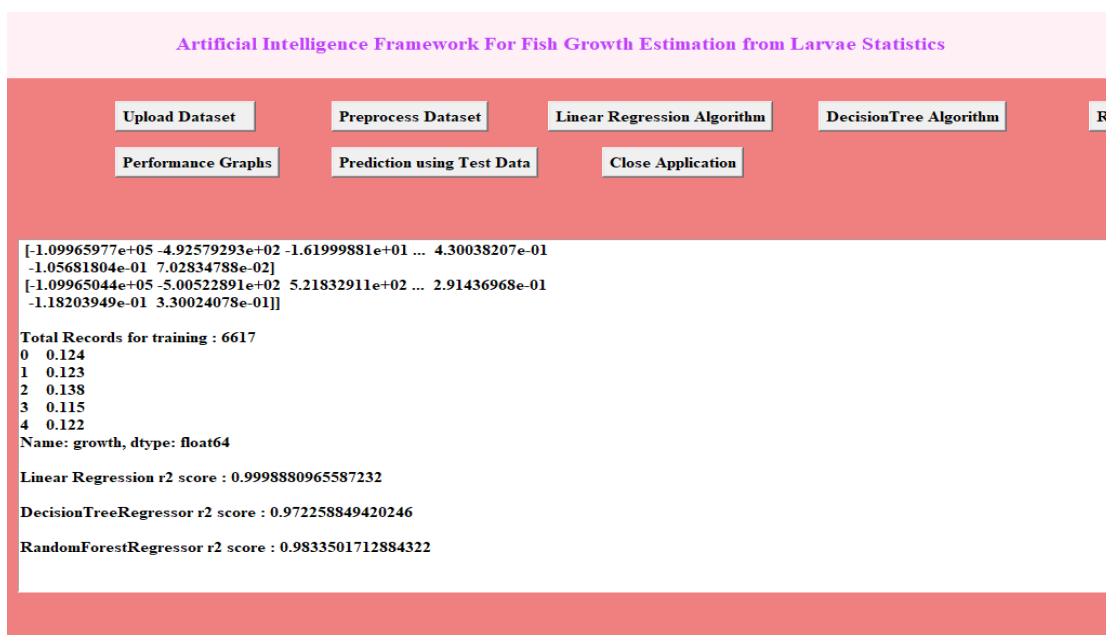 Artificial Intelligence Framework For Fish Growth Estimation from Larvae Statistics
Upload Dataset Preprocess Dataset Linear Regression Algorithm DecisionTree Algorithm R
Performance Graphs Prediction using Test Data Close Application
[-1.09965977e+05 -4.92579293e+02 -1.61999881e+01 ... 4.30038207e-01
-1.05681804e-01 7.02834788e-02]
[-1.09965044e+05 -5.00522891e+02 5.21832911e+02 ... 2.91436968e-01
-1.18203949e-01 3.30024078e-01]]
Total Records for training : 6617
0 0.124
1 0.123
2 0.138
3 0.115
4 0.122
Name: growth, dtype: float64
Linear Regression r2 score : 0.9998880965587232
DecisionTreeRegressor r2 score : 0.972258849420246
RandomForestRegressor r2 score : 0.9833501712884322